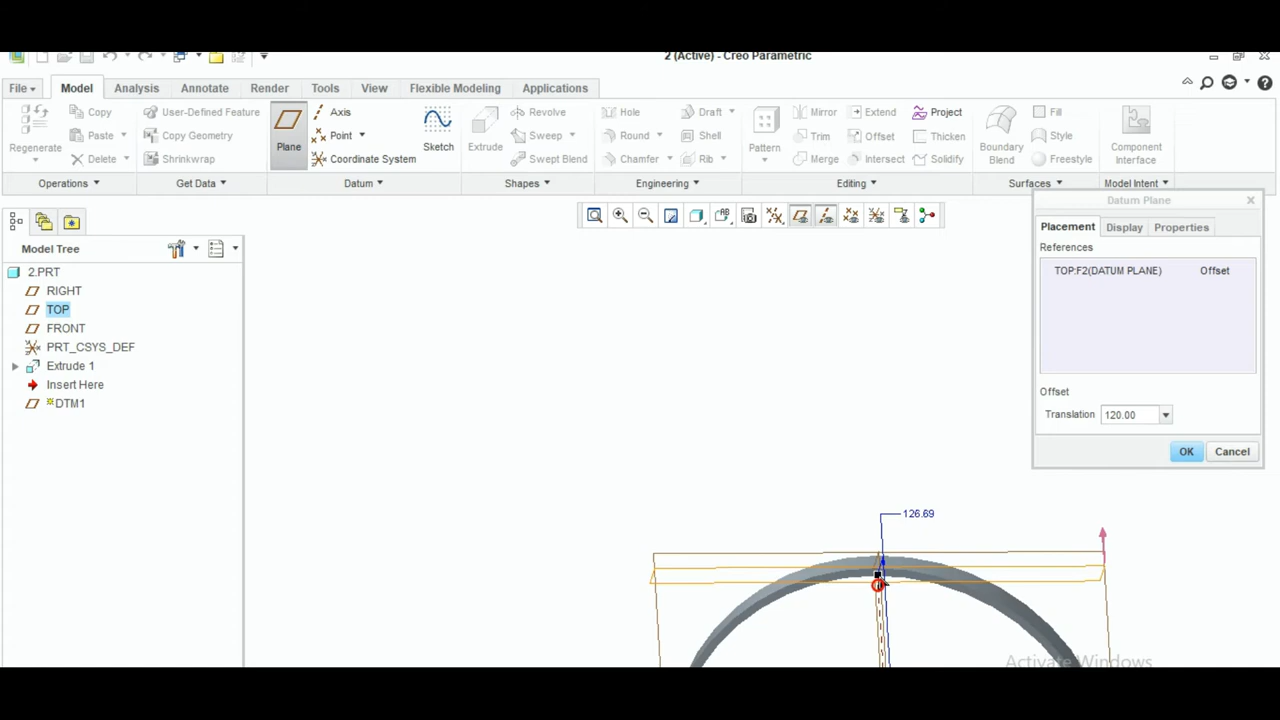 2 (Active) - Creo Parametric
File Model Analysis Annotate Render Tools View Flexible Modeling Applications
Regenerate
Copy
Paste
Delete
Operations
User-Defined Feature
Copy Geometry
Shrinkwrap
Get Data
Plane
Axis
Point
Coordinate System
Datum
Sketch
Extrude
Revolve
Sweep
Swept Blend
Shapes
Hole
Round
Chamfer
Draft
Shell
Rib
Engineering
Pattern
Mirror
Trim
Merge
Extend
Offset
Intersect
Project
Thicken
Solidify
Editing
Boundary
Blend
Fill
Style
Freestyle
Surfaces
Component
Interface
Model Intent
Model Tree
2.PRT
RIGHT
TOP
FRONT
PRT_CSYS_DEF
Extrude 1
Insert Here
DTM1
Datum Plane
Placement Display Properties
References
TOP:F2(DATUM PLANE) Offset
Offset
Translation 120.00
OK Cancel
126.69
Activate Windows